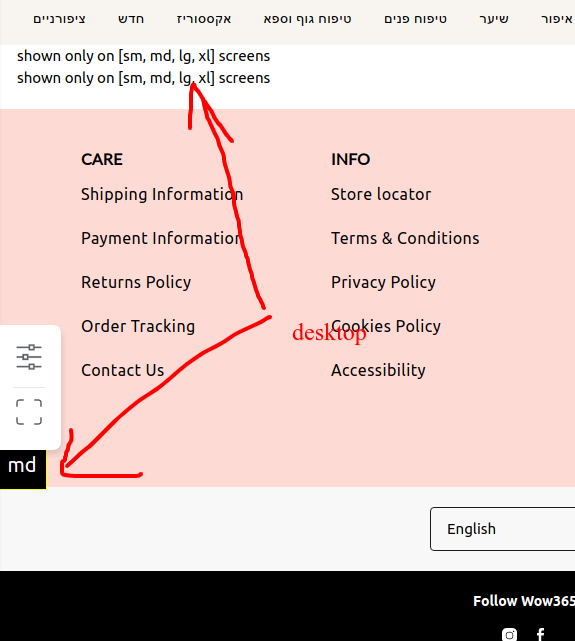 איפור שיער טיפוח פנים טיפוח גוף וספא אקססוריז חדש ציפורניים
shown only on [sm, md, lg, xl] screens
shown only on [sm, md, lg, xl] screens
CARE
Shipping Information
Payment Information
Returns Policy
Order Tracking
Contact Us
INFO
Store locator
Terms & Conditions
Privacy Policy
Cookies Policy
Accessibility
desktop
md
English
Follow Wow365